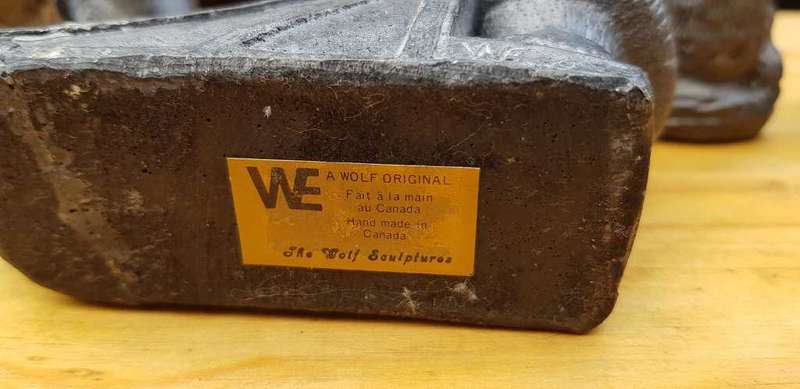 WE A WOLF ORIGINAL
Fait à la main
au Canada
Hand made in
Canada
The Wolf Sculptures